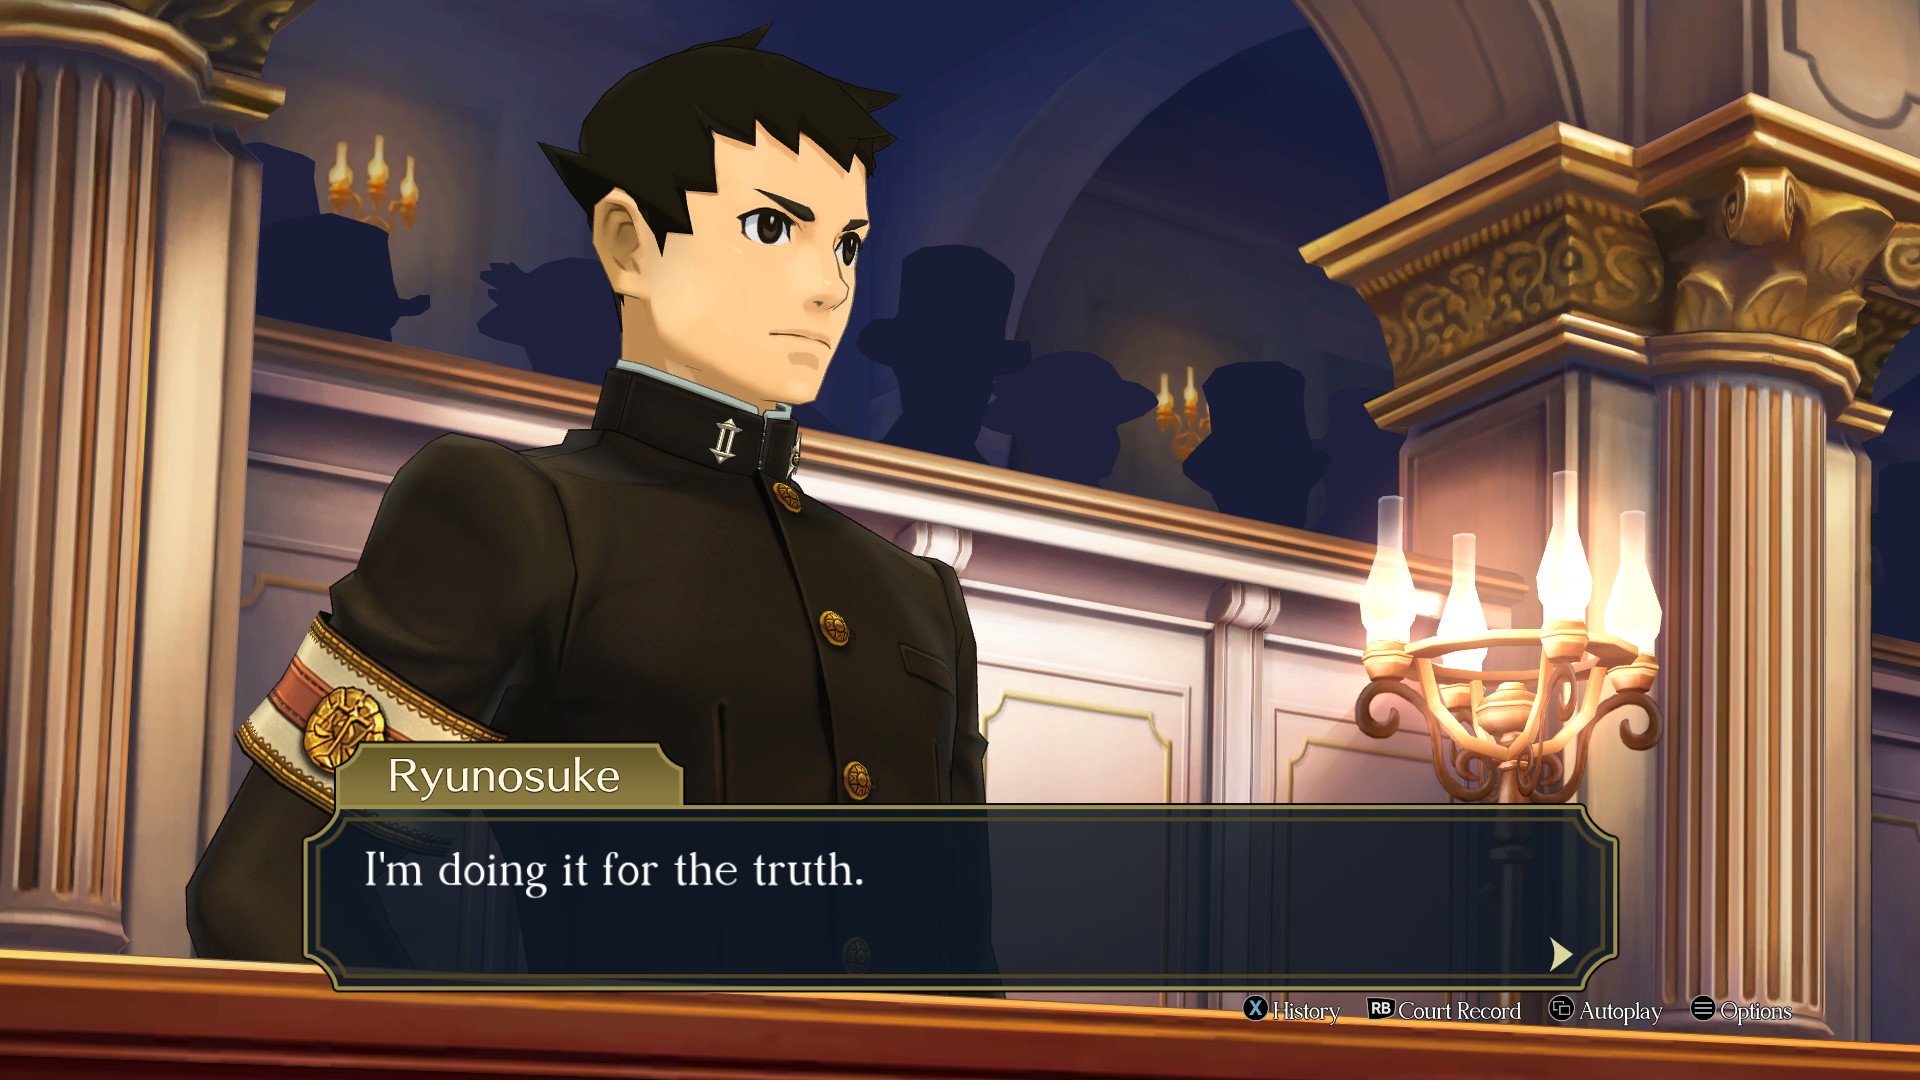 Ryunosuke
I'm doing it for the truth.
X History RB Court Record Autoplay Options